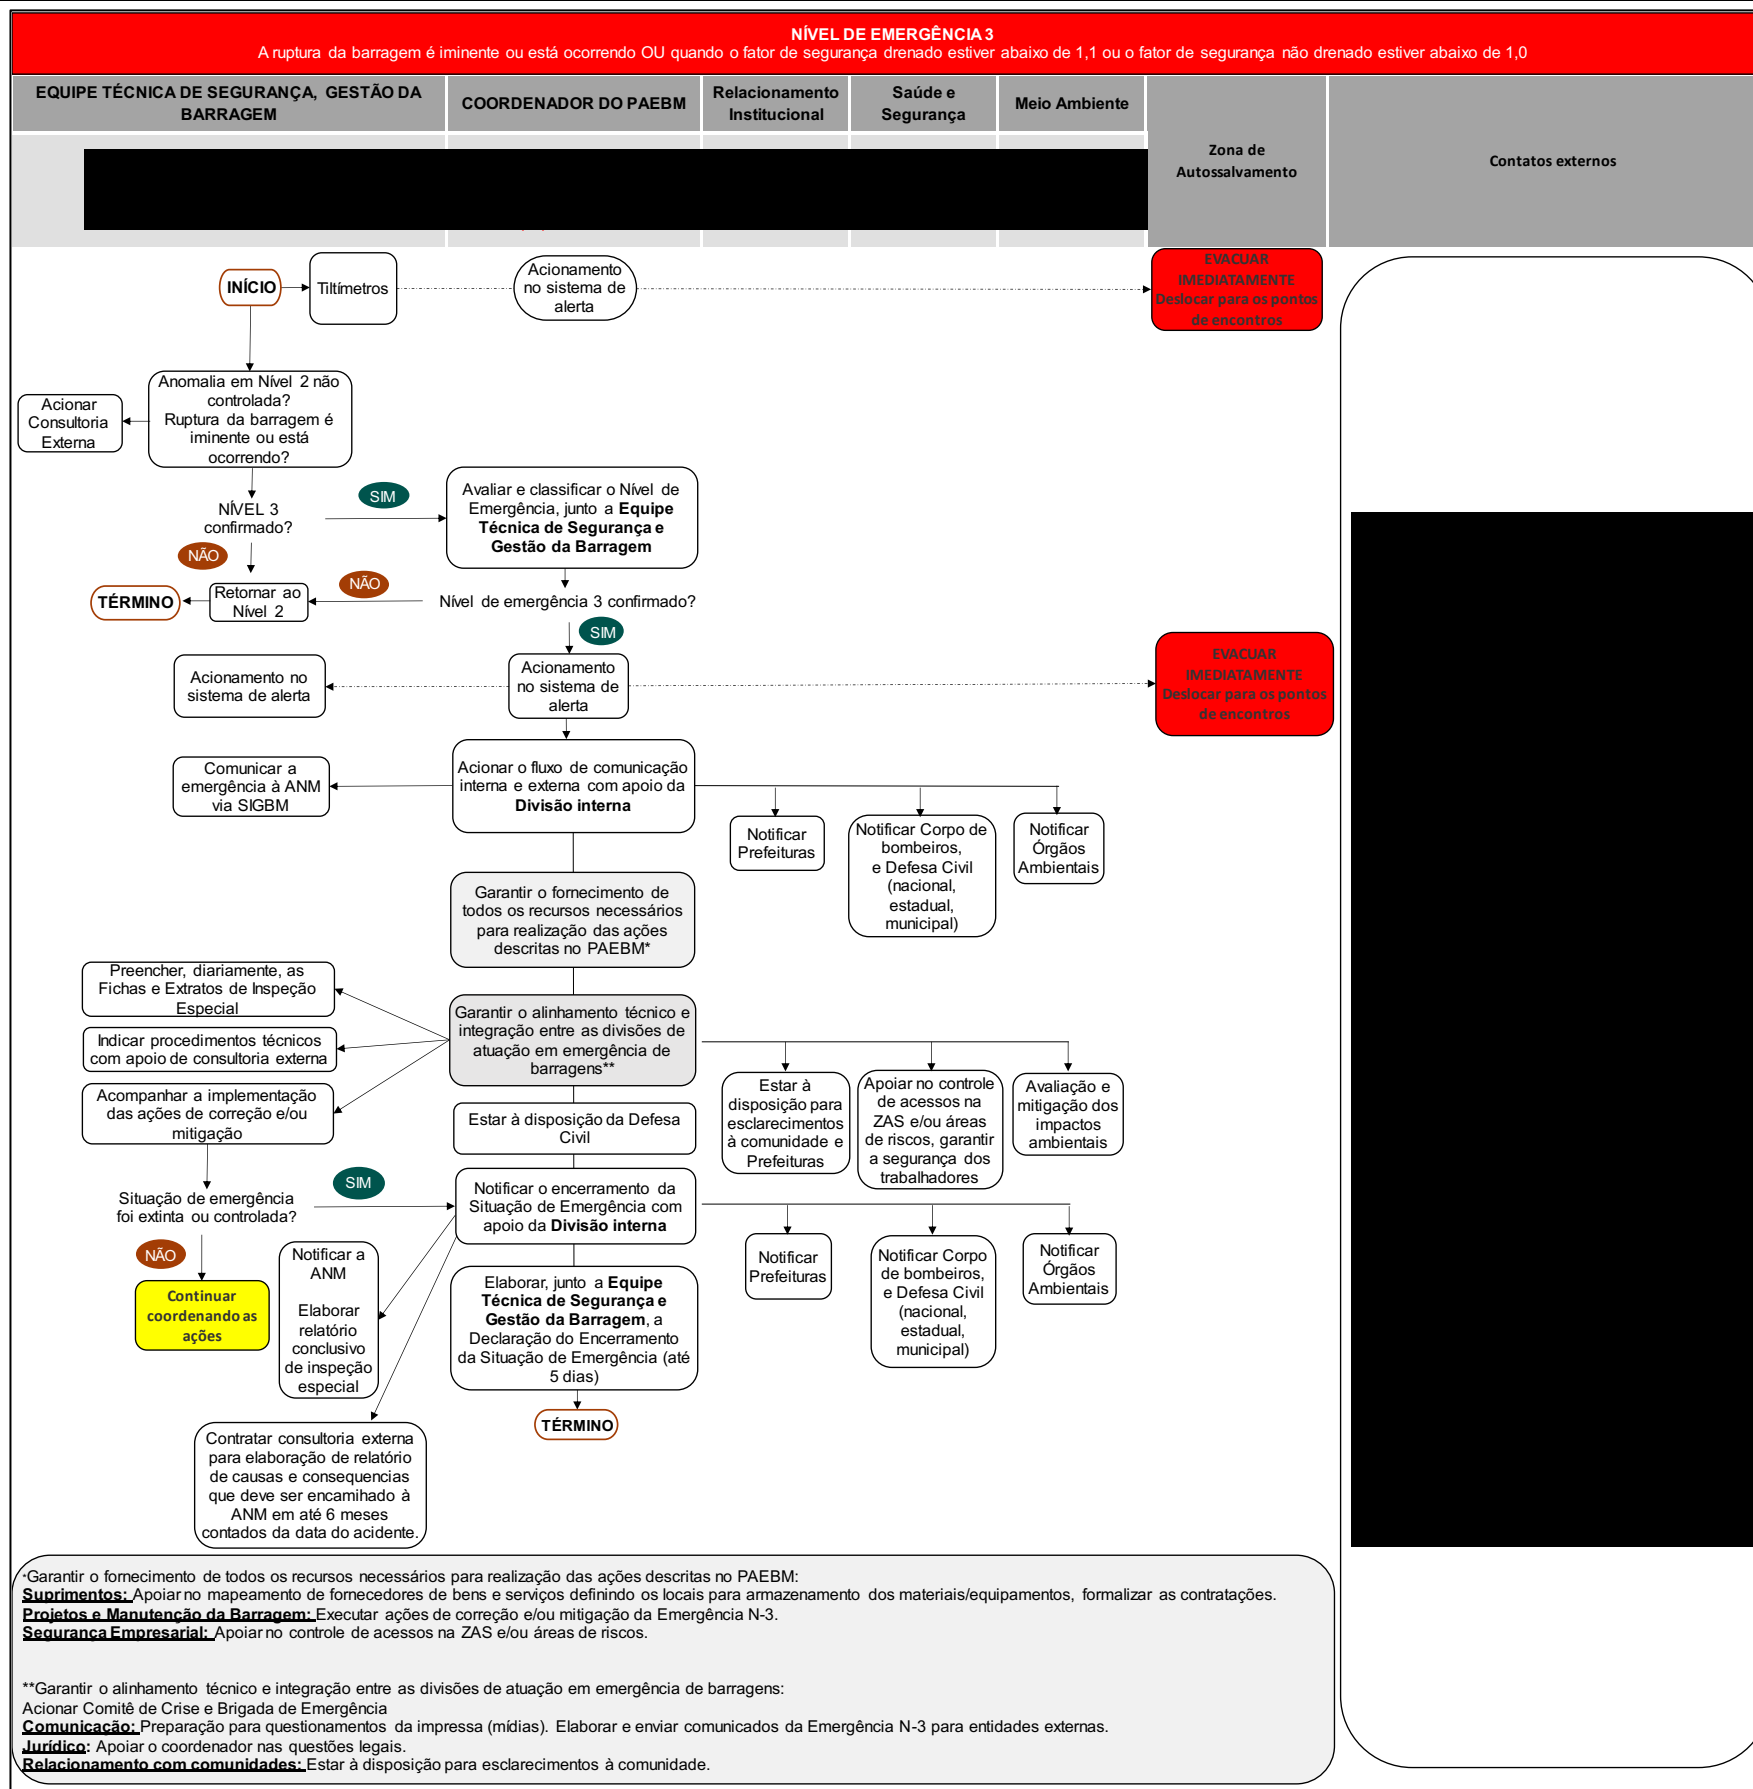 NÍVEL DE EMERGÊNCIA 3
A ruptura da barragem é iminente ou está ocorrendo OU quando o fator de segurança drenado estiver abaixo de 1,1 ou o fator de segurança não drenado estiver abaixo de 1,0
EQUIPE TÉCNICA DE SEGURANÇA, GESTÃO DA
BARRAGEM
COORDENADOR DO PAEBM
Relacionamento
Institucional
Saúde e
Segurança
Meio Ambiente
Zona de
Autossalvamento
Contatos externos
INÍCIO
Tiltímetros
Acionamento
no sistema de
alerta
EVACUAR
IMEDIATAMENTE
Deslocar para os pontos
de encontros
Anomalia em Nível 2 não
controlada?
Ruptura da barragem é
iminente ou está
ocorrendo?
Acionar
Consultoria
Externa
NÍVEL 3
confirmado?
SIM
Avaliar e classificar o Nível de
Emergência, junto a Equipe
Técnica de Segurança e
Gestão da Barragem
NÃO
TÉRMINO
Retornar ao
Nível 2
NÃO
Nível de emergência 3 confirmado?
SIM
Acionamento no
sistema de alerta
Acionamento
no sistema de
alerta
EVACUAR
IMEDIATAMENTE
Deslocar para os pontos
de encontros
Comunicar a
emergência à ANM
via SIGBM
Acionar o fluxo de comunicação
interna e externa com apoio da
Divisão interna
Notificar
Prefeituras
Notificar Corpo de
bombeiros,
e Defesa Civil
(nacional,
estadual,
municipal)
Notificar
Órgãos
Ambientais
Garantir o fornecimento de
todos os recursos necessários
para realização das ações
descritas no PAEBM*
Preencher, diariamente, as
Fichas e Extratos de Inspeção
Especial
Indicar procedimentos técnicos
com apoio de consultoria externa
Acompanhar a implementação
das ações de correção e/ou
mitigação
Garantir o alinhamento técnico e
integração entre as divisões de
atuação em emergência de
barragens**
Estar à
disposição para
esclarecimentos
à comunidade e
Prefeituras
Apoiar no controle
de acessos na
ZAS e/ou áreas
de riscos, garantir
a segurança dos
trabalhadores
Avaliação e
mitigação dos
impactos
ambientais
Estar à disposição da Defesa
Civil
Situação de emergência
foi extinta ou controlada?
SIM
Notificar o encerramento da
Situação de Emergência com
apoio da Divisão interna
NÃO
Continuar
coordenando as
ações
Notificar a
ANM
Elaborar
relatório
conclusivo
de inspeção
especial
Notificar
Prefeituras
Notificar Corpo
de bombeiros,
e Defesa Civil
(nacional,
estadual,
municipal)
Notificar
Órgãos
Ambientais
Elaborar, junto a Equipe
Técnica de Segurança e
Gestão da Barragem, a
Declaração do Encerramento
da Situação de Emergência (até
5 dias)
TÉRMINO
Contratar consultoria externa
para elaboração de relatório
de causas e consequencias
que deve ser encamihado à
ANM em até 6 meses
contados da data do acidente.
*Garantir o fornecimento de todos os recursos necessários para realização das ações descritas no PAEBM:
Suprimentos: Apoiar no mapeamento de fornecedores de bens e serviços definindo os locais para armazenamento dos materiais/equipamentos, formalizar as contratações.
Projetos e Manutenção da Barragem: Executar ações de correção e/ou mitigação da Emergência N-3.
Segurança Empresarial: Apoiar no controle de acessos na ZAS e/ou áreas de riscos.
**Garantir o alinhamento técnico e integração entre as divisões de atuação em emergência de barragens:
Acionar Comitê de Crise e Brigada de Emergência
Comunicação: Preparação para questionamentos da impressa (mídias). Elaborar e enviar comunicados da Emergência N-3 para entidades externas.
Jurídico: Apoiar o coordenador nas questões legais.
Relacionamento com comunidades: Estar à disposição para esclarecimentos à comunidade.